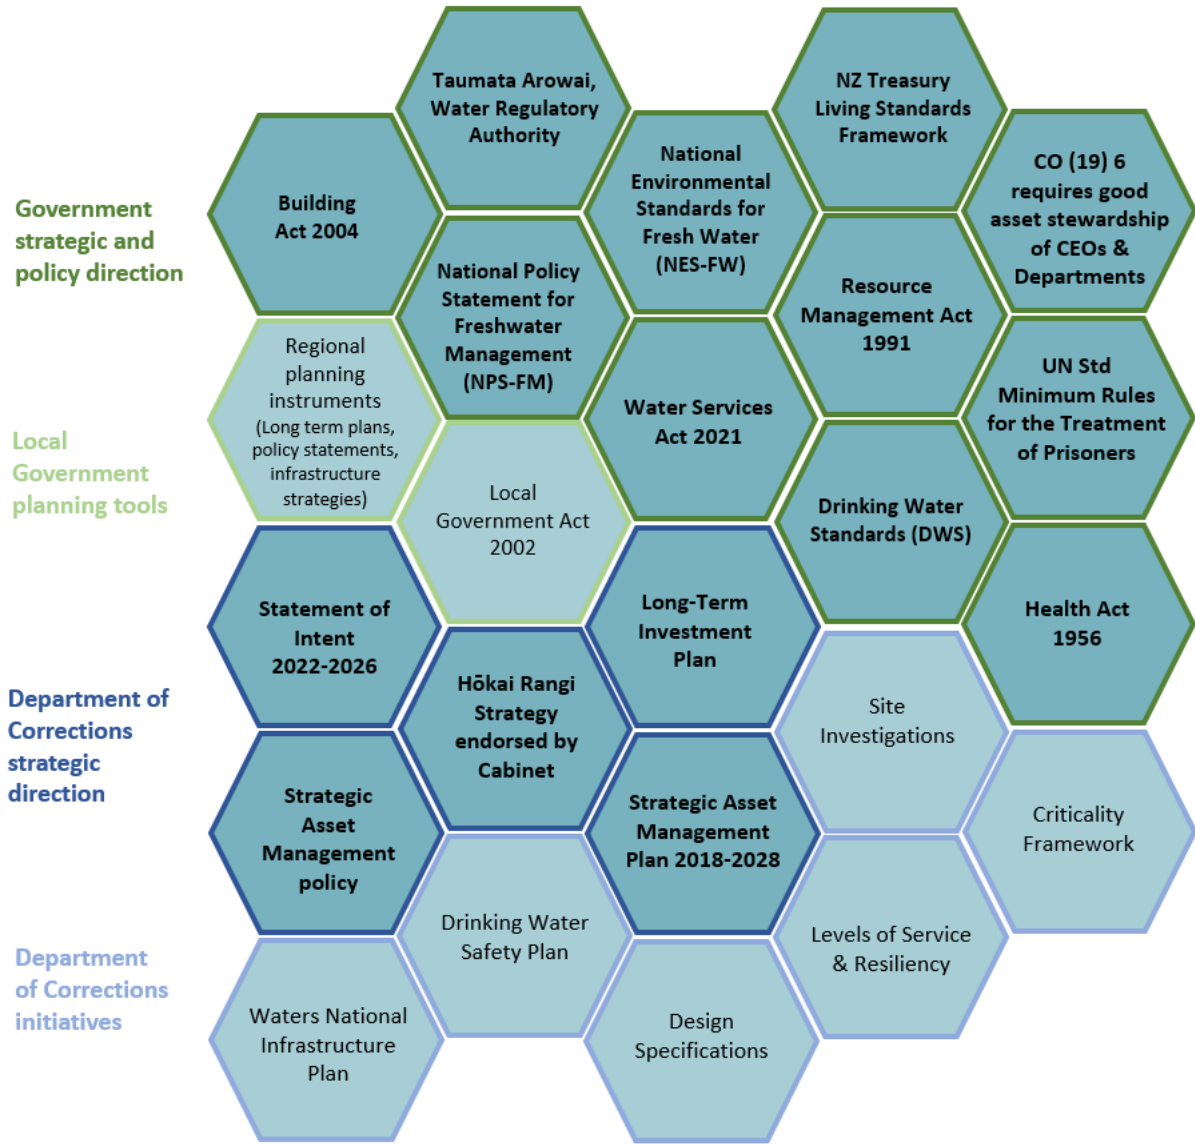 Government
strategic and
policy direction
Local
Government
planning tools
Department of
Corrections
strategic
direction
Department
of Corrections
initiatives
Building
Act 2004
Regional
planning
instruments
(Long term plans,
policy statements,
infrastructure
strategies)
Statement of
Intent
2022-2026
Strategic
Asset
Management
policy
Waters National
Infrastructure
Plan
Taumata Arowai,
Water Regulatory
Authority
National Policy
Statement for
Freshwater
Management
(NPS-FM)
Local
Government Act
2002
Hōkai Rangi
Strategy
endorsed by
Cabinet
Drinking Water
Safety Plan
National
Environmental
Standards for
Fresh Water
(NES-FW)
Water Services
Act 2021
Long-Term
Investment
Plan
Strategic Asset
Management
Plan 2018-2028
Design
Specifications
NZ Treasury
Living Standards
Framework
Resource
Management Act
1991
Drinking Water
Standards (DWS)
Site
Investigations
Levels of Service
& Resiliency
CO (19) 6
requires good
asset stewardship
of CEOs &
Departments
UN Std
Minimum Rules
for the Treatment
of Prisoners
Health Act
1956
Criticality
Framework